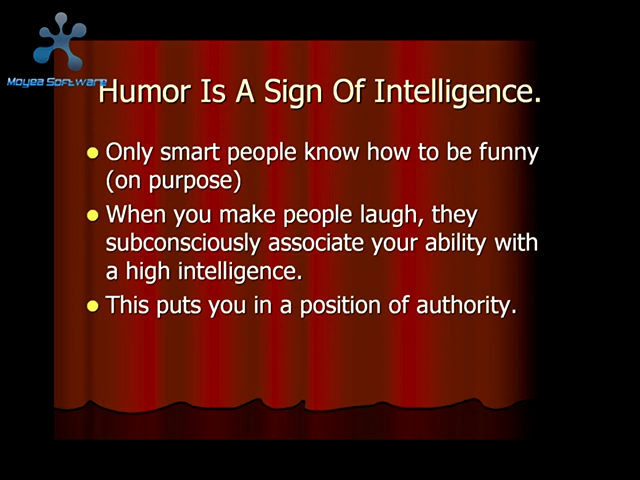 Moyea Software
Humor Is A Sign Of Intelligence.
Only smart people know how to be funny
(on purpose)
When you make people laugh, they
subconsciously associate your ability with
a high intelligence.
This puts you in a position of authority.